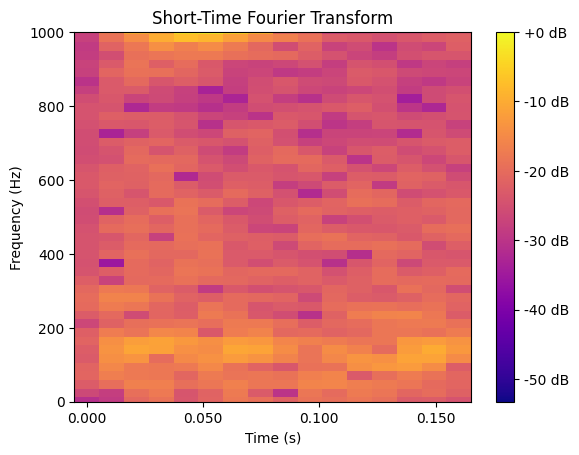 Short-Time Fourier Transform
1000
800
600
400
200
0
Frequency (Hz)
0.000
0.050
0.100
0.150
Time (s)
+0 dB
-10 dB
-20 dB
-30 dB
-40 dB
-50 dB